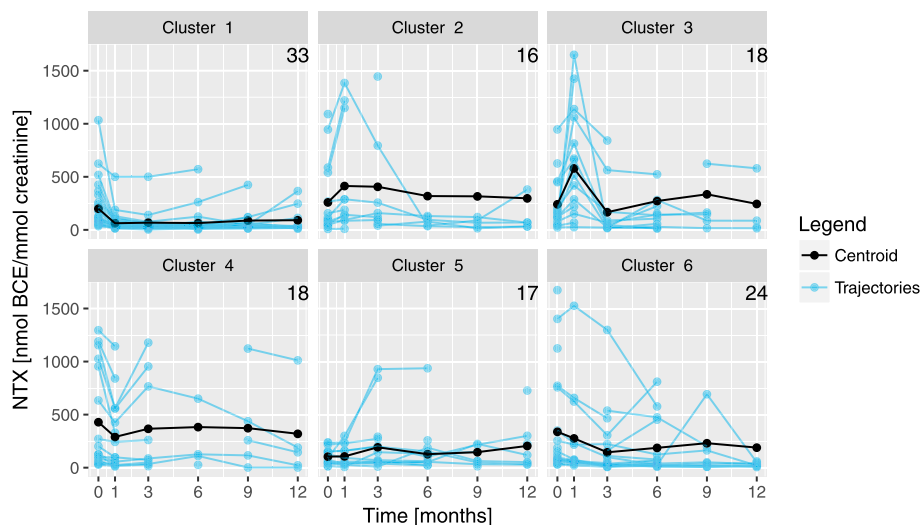 Cluster 1
Cluster 2
Cluster 3
33
16
18
1500
1000
500
0
Cluster 4
Cluster 5
Cluster 6
18
17
24
1500
1000
500
0
0 1 3 6 9 12
0 1 3 6 9 12
0 1 3 6 9 12
Time [months]
NTX [nmol BCE/mmol creatinine]
Legend
Centroid
Trajectories